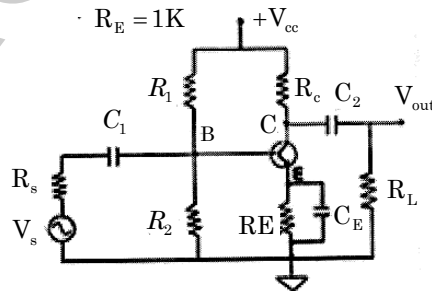 · R_E = 1K
+V_cc
R_1
R_c
C_2
V_out
C_1
B
C
R_s
R_L
R_2
RE
C_E
V_s